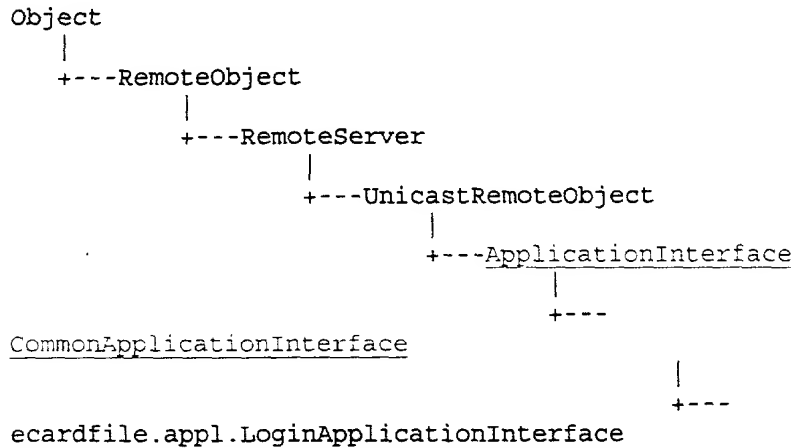 Object
|
+---RemoteObject
|
+---RemoteServer
|
+---UnicastRemoteObject
|
+---ApplicationInterface
|
+---
CommonApplicationInterface
|
+---
ecardfile.appl.LoginApplicationInterface